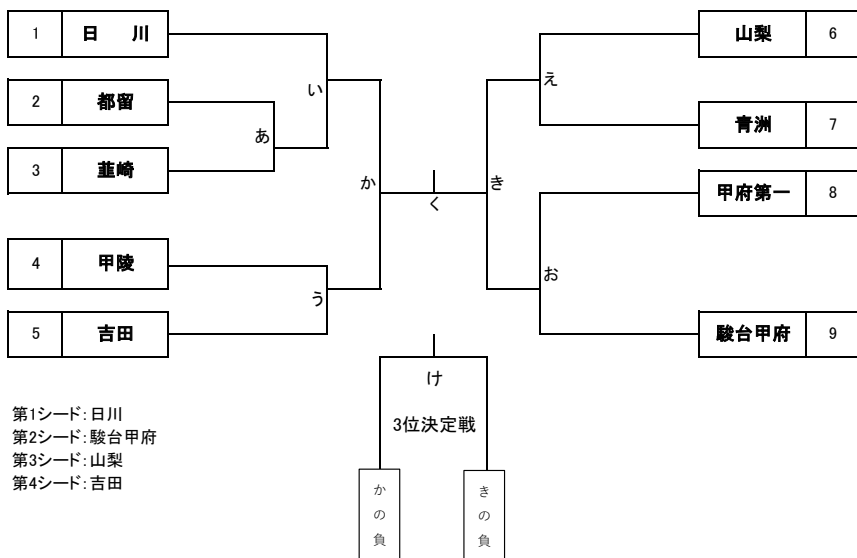 1 日　川
2 都留
3 韮崎
4 甲陵
5 吉田
あ
い
う
か
く
き
え
お
山梨 6
青洲 7
甲府第一 8
駿台甲府 9
け
3位決定戦
かの負
きの負
第1シード：日川
第2シード：駿台甲府
第3シード：山梨
第4シード：吉田